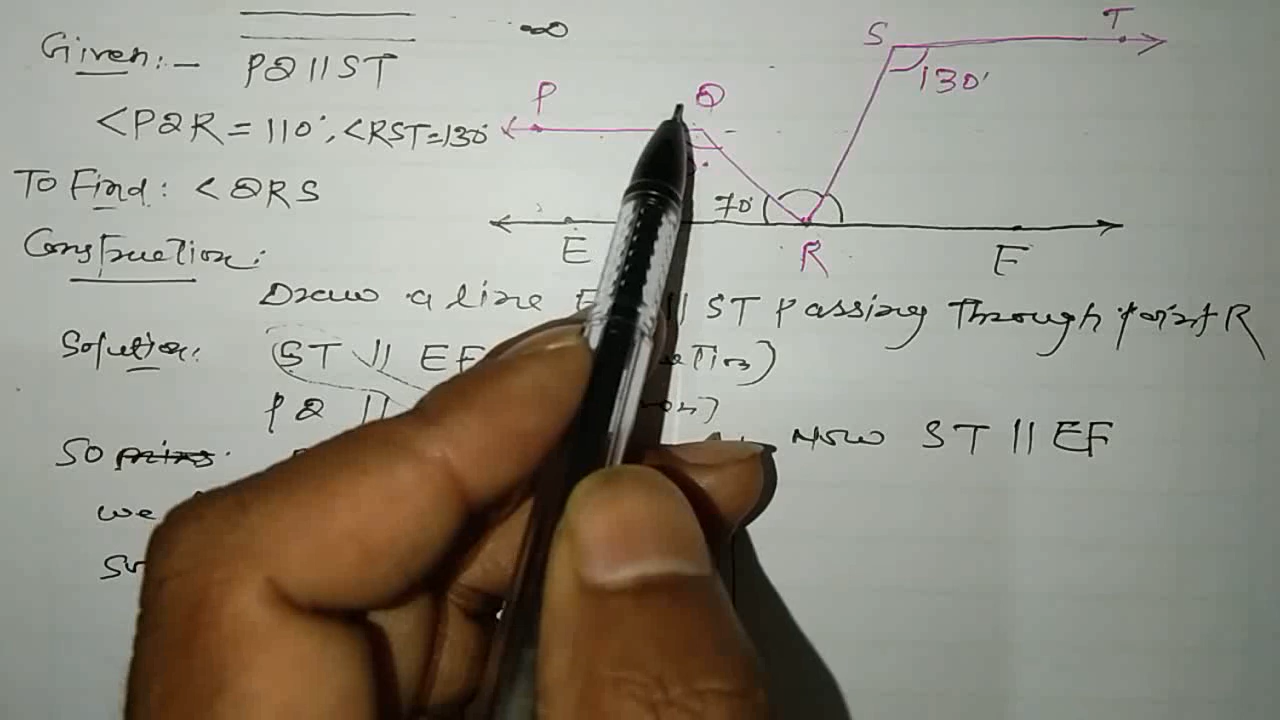 Given:- PQ || ST
<PQR = 110°, <RST = 130°
To Find: < QRS
Construction:
Draw a line E || ST Passing Through point R
Solution: ST || EF
PQ ||
So
we
Now ST || EF
P
Q
S
T
130°
70°
E
R
F